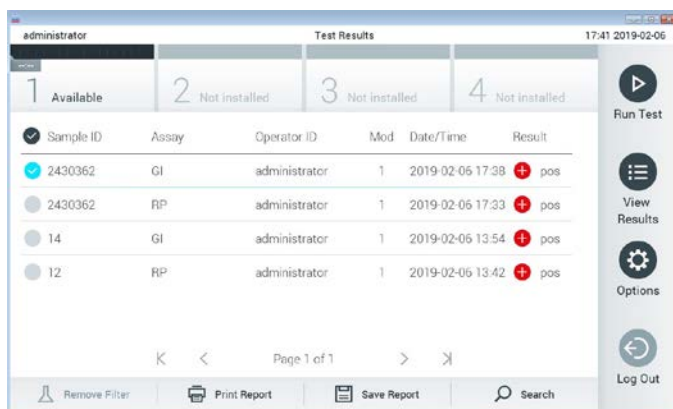 administrator Test Results 17:41 2019-02-06
1 Available 2 Not installed 3 Not installed 4 Not installed
Run Test
Sample ID Assay Operator ID Mod Date/Time Result
2430362 GI administrator 1 2019-02-06 17:38 pos
2430362 RP administrator 1 2019-02-06 17:33 pos
View
Results
14 GI administrator 1 2019-02-06 13:54 pos
12 RP administrator 1 2019-02-06 13:42 pos
Options
Page 1 of 1
Log Out
Remove Filter Print Report Save Report Search